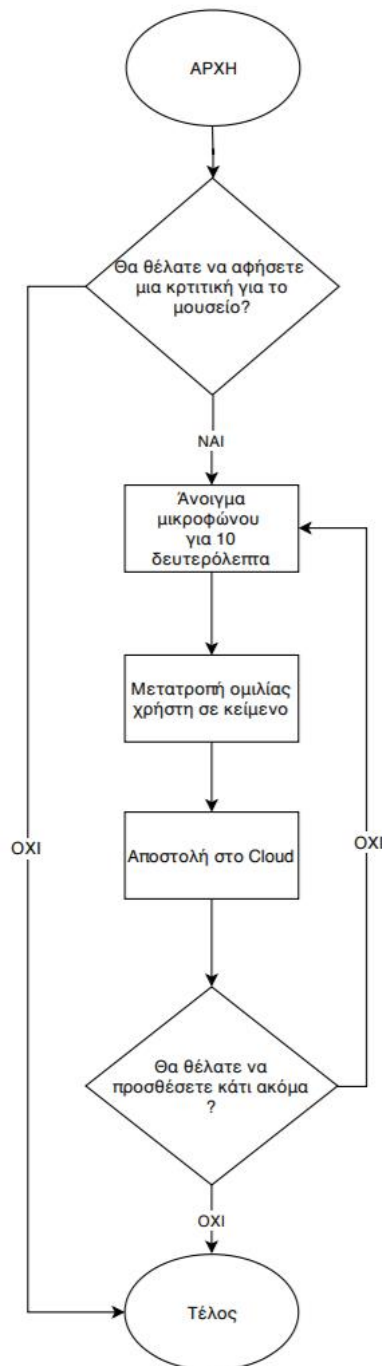 ΑΡΧΗ
Θα θέλατε να αφήσετε
μια κρτιτική για το
μουσείο?
ΝΑΙ
Άνοιγμα
μικροφώνου
για 10
δευτερόλεπτα
Μετατροπή ομιλίας
χρήστη σε κείμενο
ΟΧΙ
Αποστολή στο Cloud
ΟΧΙ
Θα θέλατε να
προσθέσετε κάτι ακόμα
?
ΟΧΙ
Τέλος